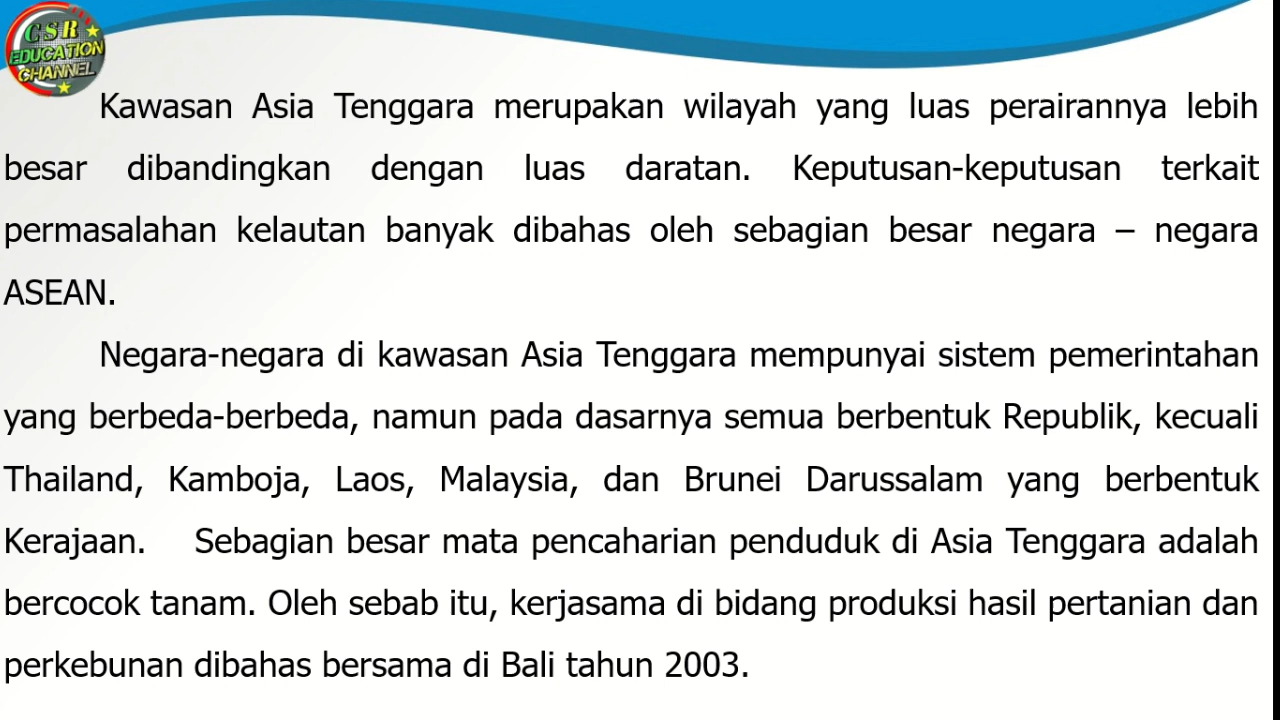 CSR
EDUCATION
CHANNEL
Kawasan Asia Tenggara merupakan wilayah yang luas perairannya lebih
besar dibandingkan dengan luas daratan. Keputusan-keputusan terkait
permasalahan kelautan banyak dibahas oleh sebagian besar negara – negara
ASEAN.
Negara-negara di kawasan Asia Tenggara mempunyai sistem pemerintahan
yang berbeda-berbeda, namun pada dasarnya semua berbentuk Republik, kecuali
Thailand, Kamboja, Laos, Malaysia, dan Brunei Darussalam yang berbentuk
Kerajaan. Sebagian besar mata pencaharian penduduk di Asia Tenggara adalah
bercocok tanam. Oleh sebab itu, kerjasama di bidang produksi hasil pertanian dan
perkebunan dibahas bersama di Bali tahun 2003.